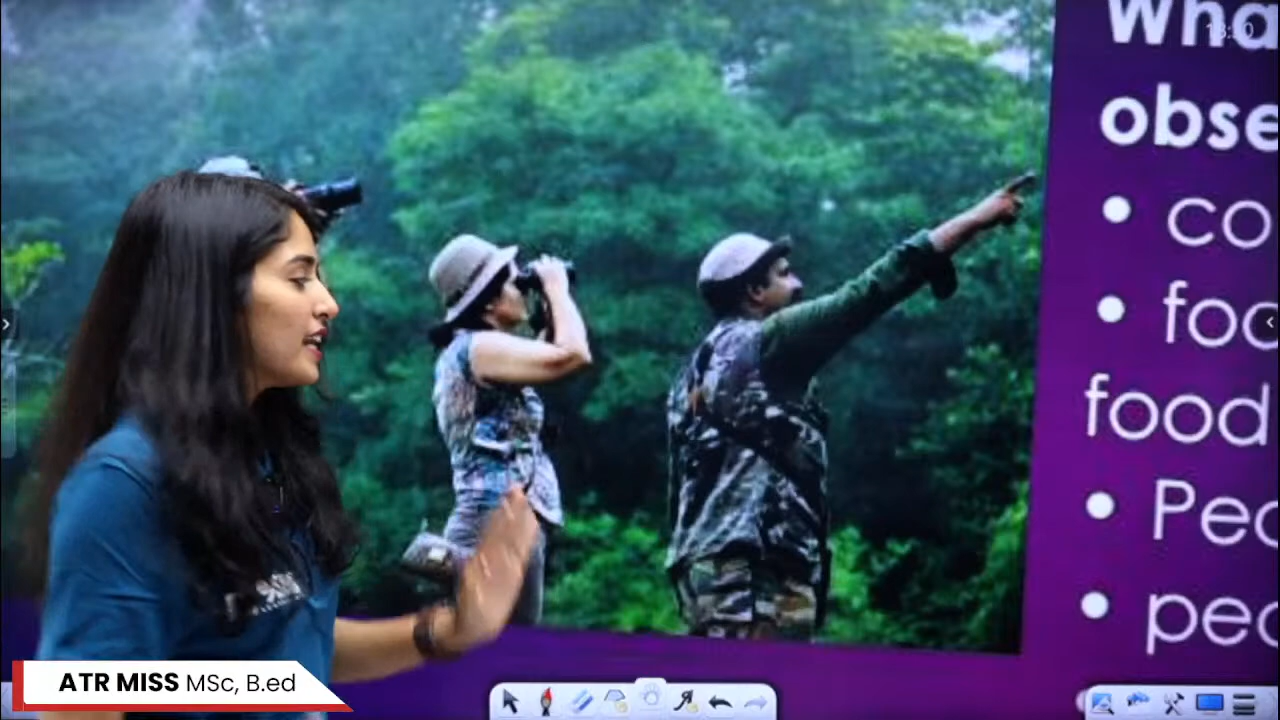 Wha
obse
• co
• foo
food
• Peo
• peo
ATR MISS MSc, B.ed